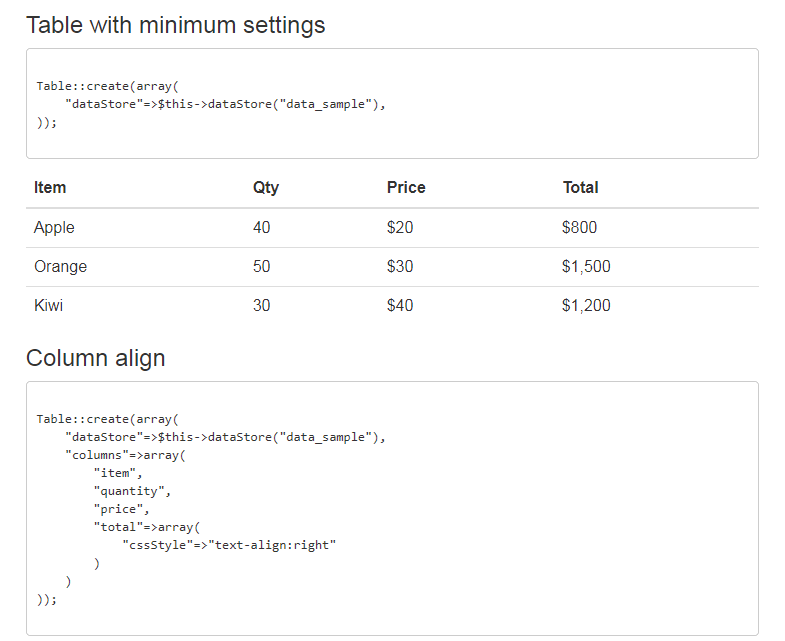 Table with minimum settings
Table::create(array(
    "dataStore"=>$this->dataStore("data_sample"),
));
Item Qty Price Total
Apple 40 $20 $800
Orange 50 $30 $1,500
Kiwi 30 $40 $1,200
Column align
Table::create(array(
    "dataStore"=>$this->dataStore("data_sample"),
    "columns"=>array(
        "item",
        "quantity",
        "price",
        "total"=>array(
            "cssStyle"=>"text-align:right"
        )
    )
));